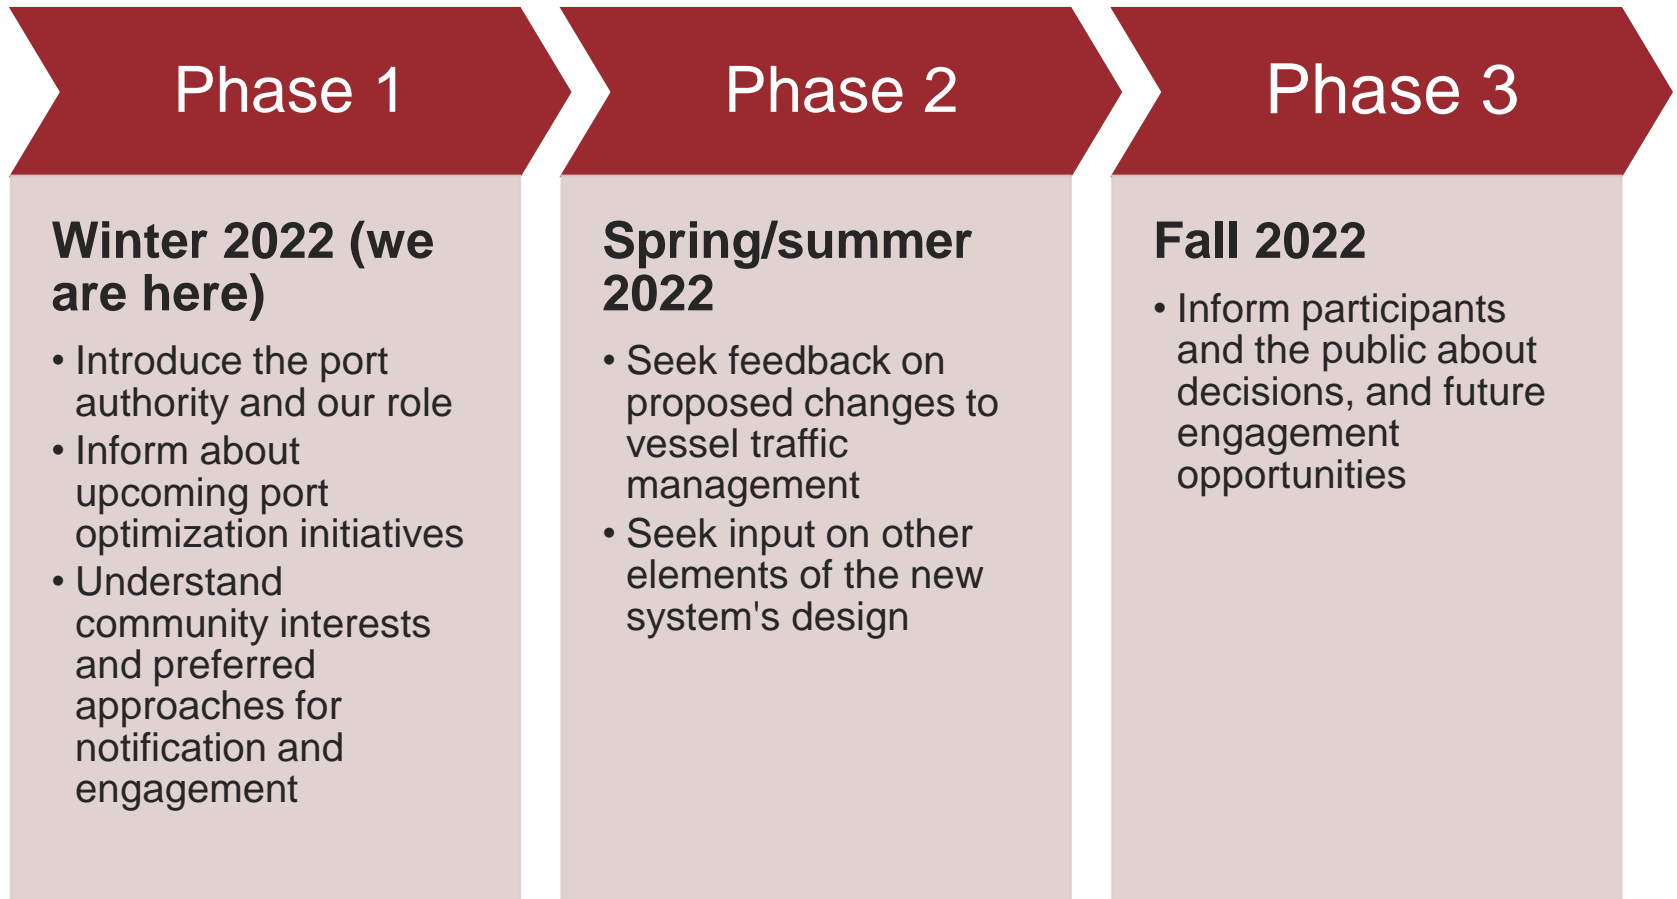 Phase 1
Winter 2022 (we
are here)
• Introduce the port
authority and our role
• Inform about
upcoming port
optimization initiatives
• Understand
community interests
and preferred
approaches for
notification and
engagement
Phase 2
Spring/summer
2022
• Seek feedback on
proposed changes to
vessel traffic
management
• Seek input on other
elements of the new
system's design
Phase 3
Fall 2022
• Inform participants
and the public about
decisions, and future
engagement
opportunities